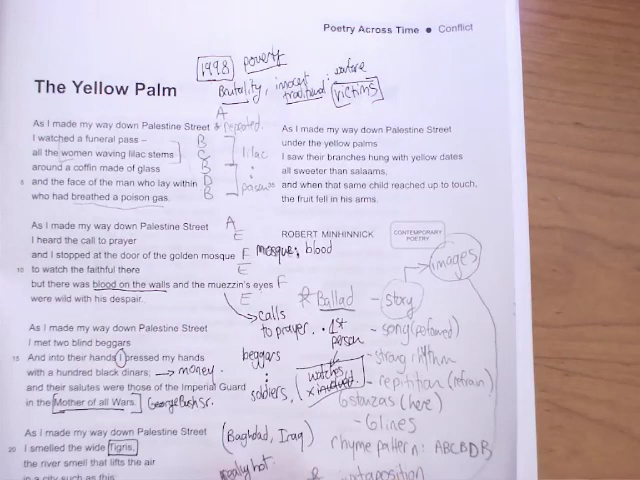 Poetry Across Time ● Conflict
1998 poverty
Brutality, innocent traditional : culture
victims
The Yellow Palm
A
As I made my way down Palestine Street * repeated.
I watched a funeral pass – B
all the women waving lilac stems C lilac
around a coffin made of glass B :
5 and the face of the man who lay within D poison
who had breathed a poison gas. B
As I made my way down Palestine Street A
I heard the call to prayer E
and I stopped at the door of the golden mosque F mosque; blood
10 to watch the faithful there E
but there was blood on the walls and the muezzin's eyes F
were wild with his despair. E
calls to prayer.
As I made my way down Palestine Street
I met two blind beggars
15 And into their hands I pressed my hands
with a hundred black dinars; → money.
and their salutes were those of the Imperial Guard
in the Mother of all Wars. George Bush Sr.
beggars
:
soldiers,
As I made my way down Palestine Street
20 I smelled the wide Tigris,
the river smell that lifts the air
in a city such as this;
(Baghdad, Iraq)
really hot.
As I made my way down Palestine Street
under the yellow palms
I saw their branches hung with yellow dates
all sweeter than salaams,
30 and when that same child reached up to touch,
the fruit fell in his arms.
ROBERT MINHINNICK
CONTEMPORARY POETRY
images
* Ballad – story
1st person
watches x involved.
– song (performed)
– strong rhythm
– repitition (refrain)
6 stanzas (here)
– 6 lines
rhyme pattern: ABCBDB
juxtaposition